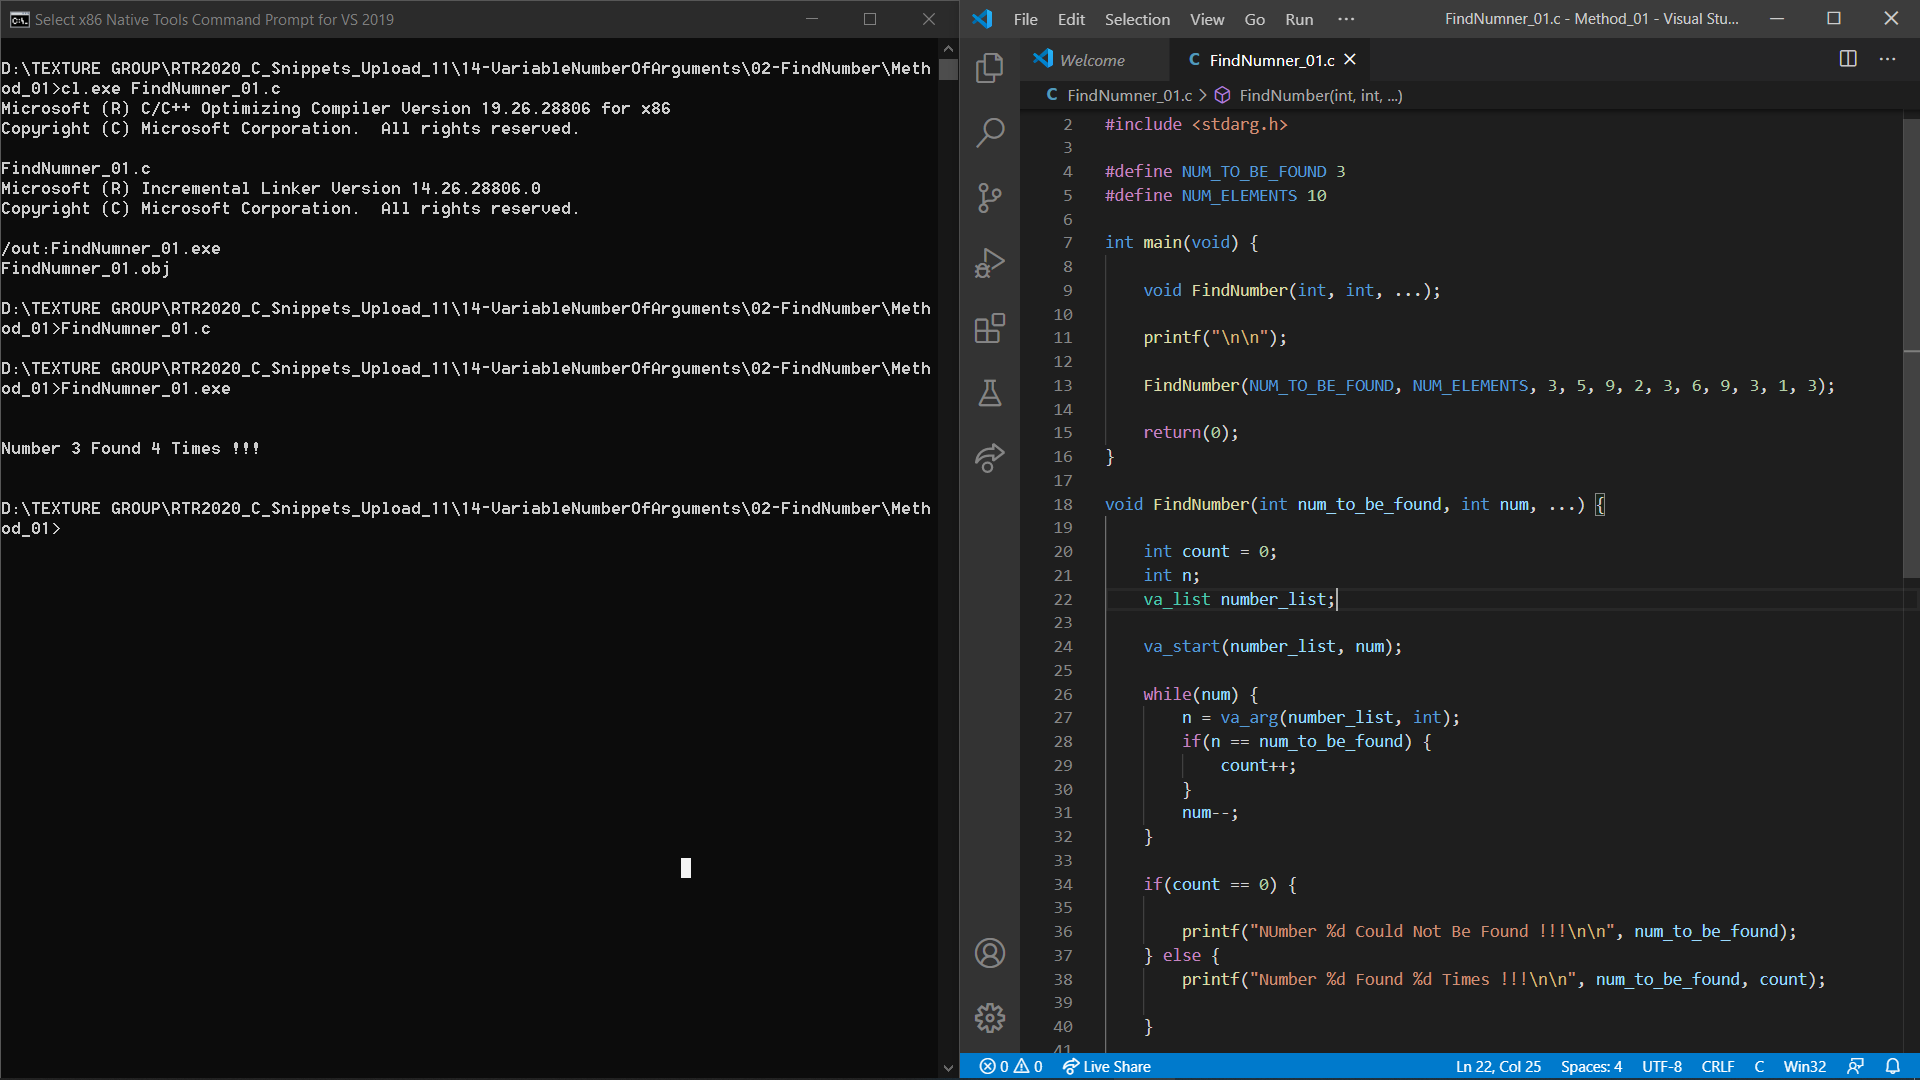 Select x86 Native Tools Command Prompt for VS 2019
D:\TEXTURE GROUP\RTR2020_C_Snippets_Upload_11\14-VariableNumberOfArguments\02-FindNumber\Meth
od_01>cl.exe FindNumner_01.c
Microsoft (R) C/C++ Optimizing Compiler Version 19.26.28806 for x86
Copyright (C) Microsoft Corporation.  All rights reserved.
FindNumner_01.c
Microsoft (R) Incremental Linker Version 14.26.28806.0
Copyright (C) Microsoft Corporation.  All rights reserved.
/out:FindNumner_01.exe
FindNumner_01.obj
D:\TEXTURE GROUP\RTR2020_C_Snippets_Upload_11\14-VariableNumberOfArguments\02-FindNumber\Meth
od_01>FindNumner_01.c
D:\TEXTURE GROUP\RTR2020_C_Snippets_Upload_11\14-VariableNumberOfArguments\02-FindNumber\Meth
od_01>FindNumner_01.exe
Number 3 Found 4 Times !!!
D:\TEXTURE GROUP\RTR2020_C_Snippets_Upload_11\14-VariableNumberOfArguments\02-FindNumber\Meth
od_01>
File Edit Selection View Go Run ··· FindNumner_01.c - Method_01 - Visual Stu...
Welcome C FindNumner_01.c
C FindNumner_01.c > FindNumber(int, int, ...)
2 #include <stdarg.h>
3
4 #define NUM_TO_BE_FOUND 3
5 #define NUM_ELEMENTS 10
6
7 int main(void) {
8
9 void FindNumber(int, int, ...);
10
11 printf("\n\n");
12
13 FindNumber(NUM_TO_BE_FOUND, NUM_ELEMENTS, 3, 5, 9, 2, 3, 6, 9, 3, 1, 3);
14
15 return(0);
16 }
17
18 void FindNumber(int num_to_be_found, int num, ...) {
19
20 int count = 0;
21 int n;
22 va_list number_list;
23
24 va_start(number_list, num);
25
26 while(num) {
27 n = va_arg(number_list, int);
28 if(n == num_to_be_found) {
29 count++;
30 }
31 num--;
32 }
33
34 if(count == 0) {
35
36 printf("NUmber %d Could Not Be Found !!!\n\n", num_to_be_found);
37 } else {
38 printf("Number %d Found %d Times !!!\n\n", num_to_be_found, count);
39
40 }
41
0 0 Live Share Ln 22, Col 25 Spaces: 4 UTF-8 CRLF C Win32